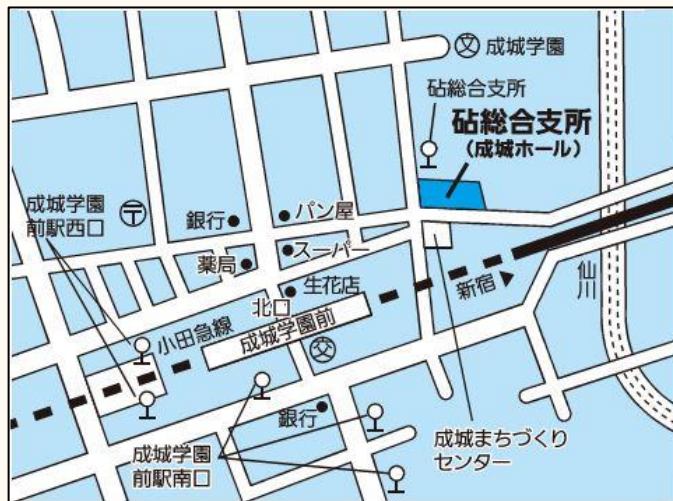 成城学園
砧総合支所
砧総合支所
(成城ホール)
成城学園
前駅西口
銀行
パン屋
スーパー
薬局
生花店
北口
新宿
仙川
小田急線
成城学園前
銀行
成城学園
前駅南口
成城まちづくり
センター
文
〒
交